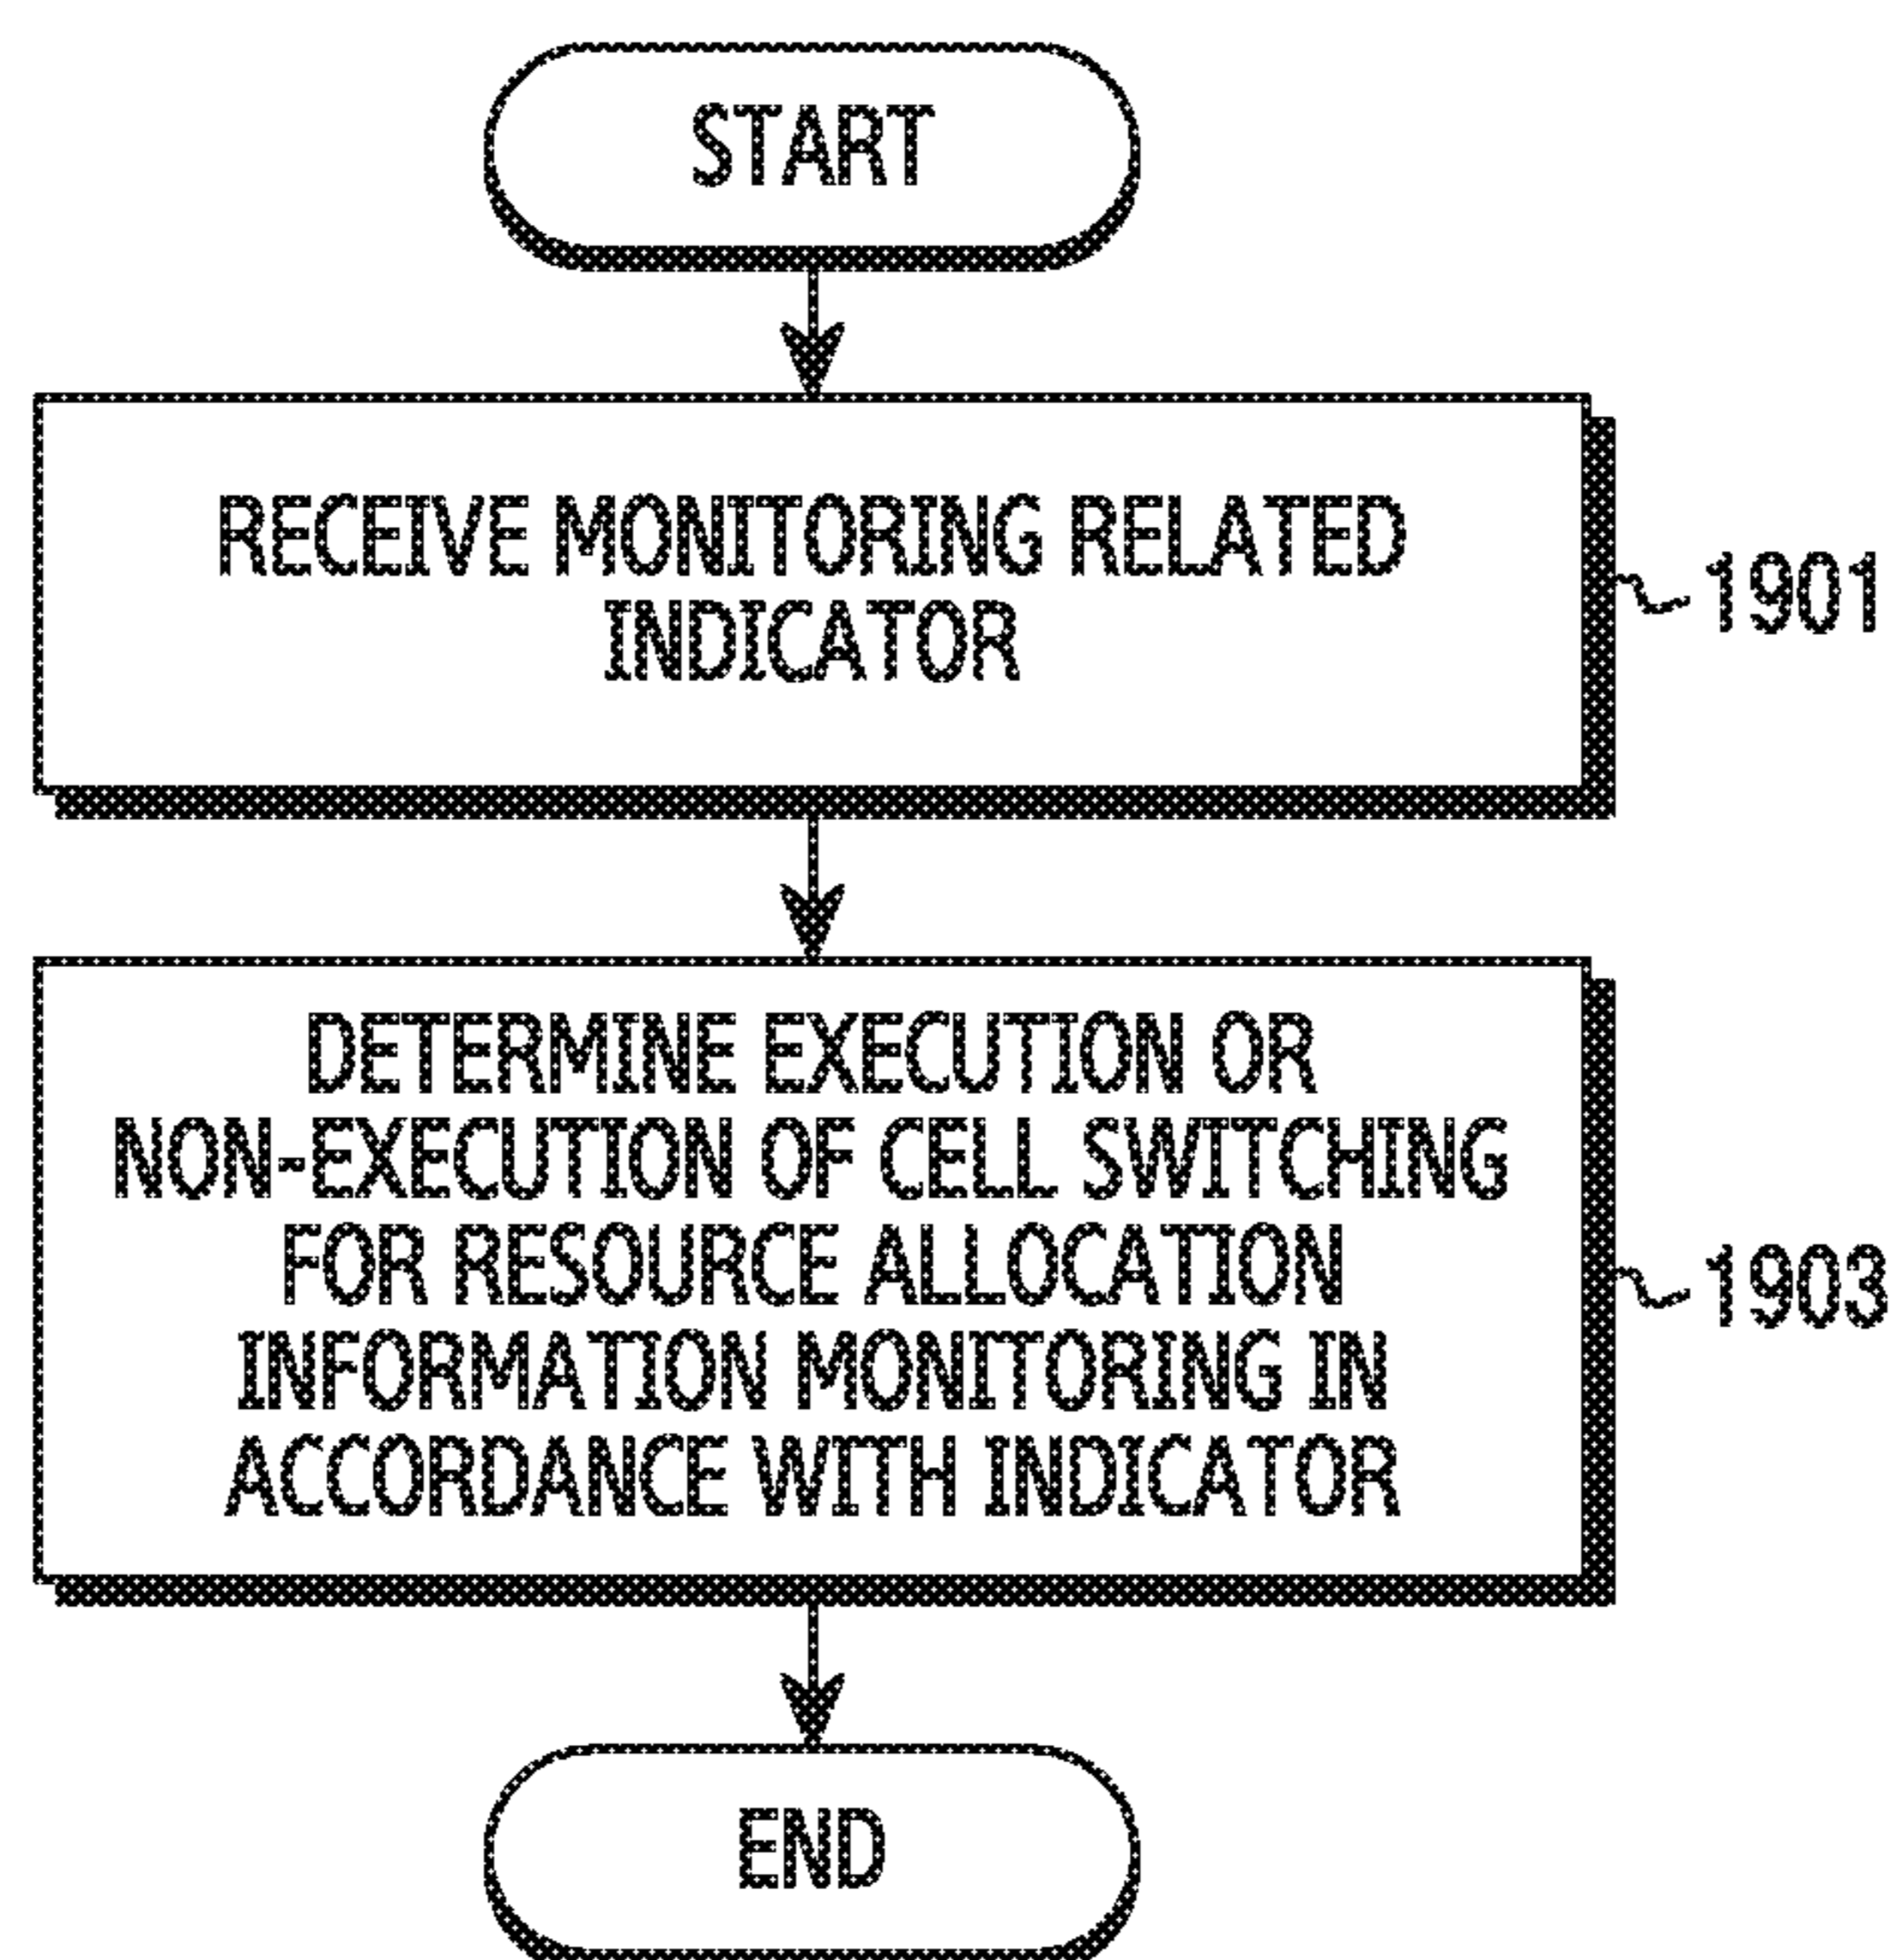 START
RECEIVE MONITORING RELATED
INDICATOR
1901
DETERMINE EXECUTION OR
NON-EXECUTION OF CELL SWITCHING
FOR RESOURCE ALLOCATION
INFORMATION MONITORING IN
ACCORDANCE WITH INDICATOR
1903
END